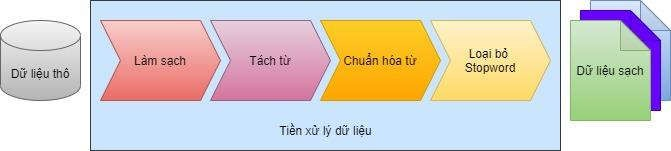 Dữ liệu thô
Làm sạch
Tách từ
Chuẩn hóa từ
Loại bỏ
Stopword
Dữ liệu sạch
Tiền xử lý dữ liệu